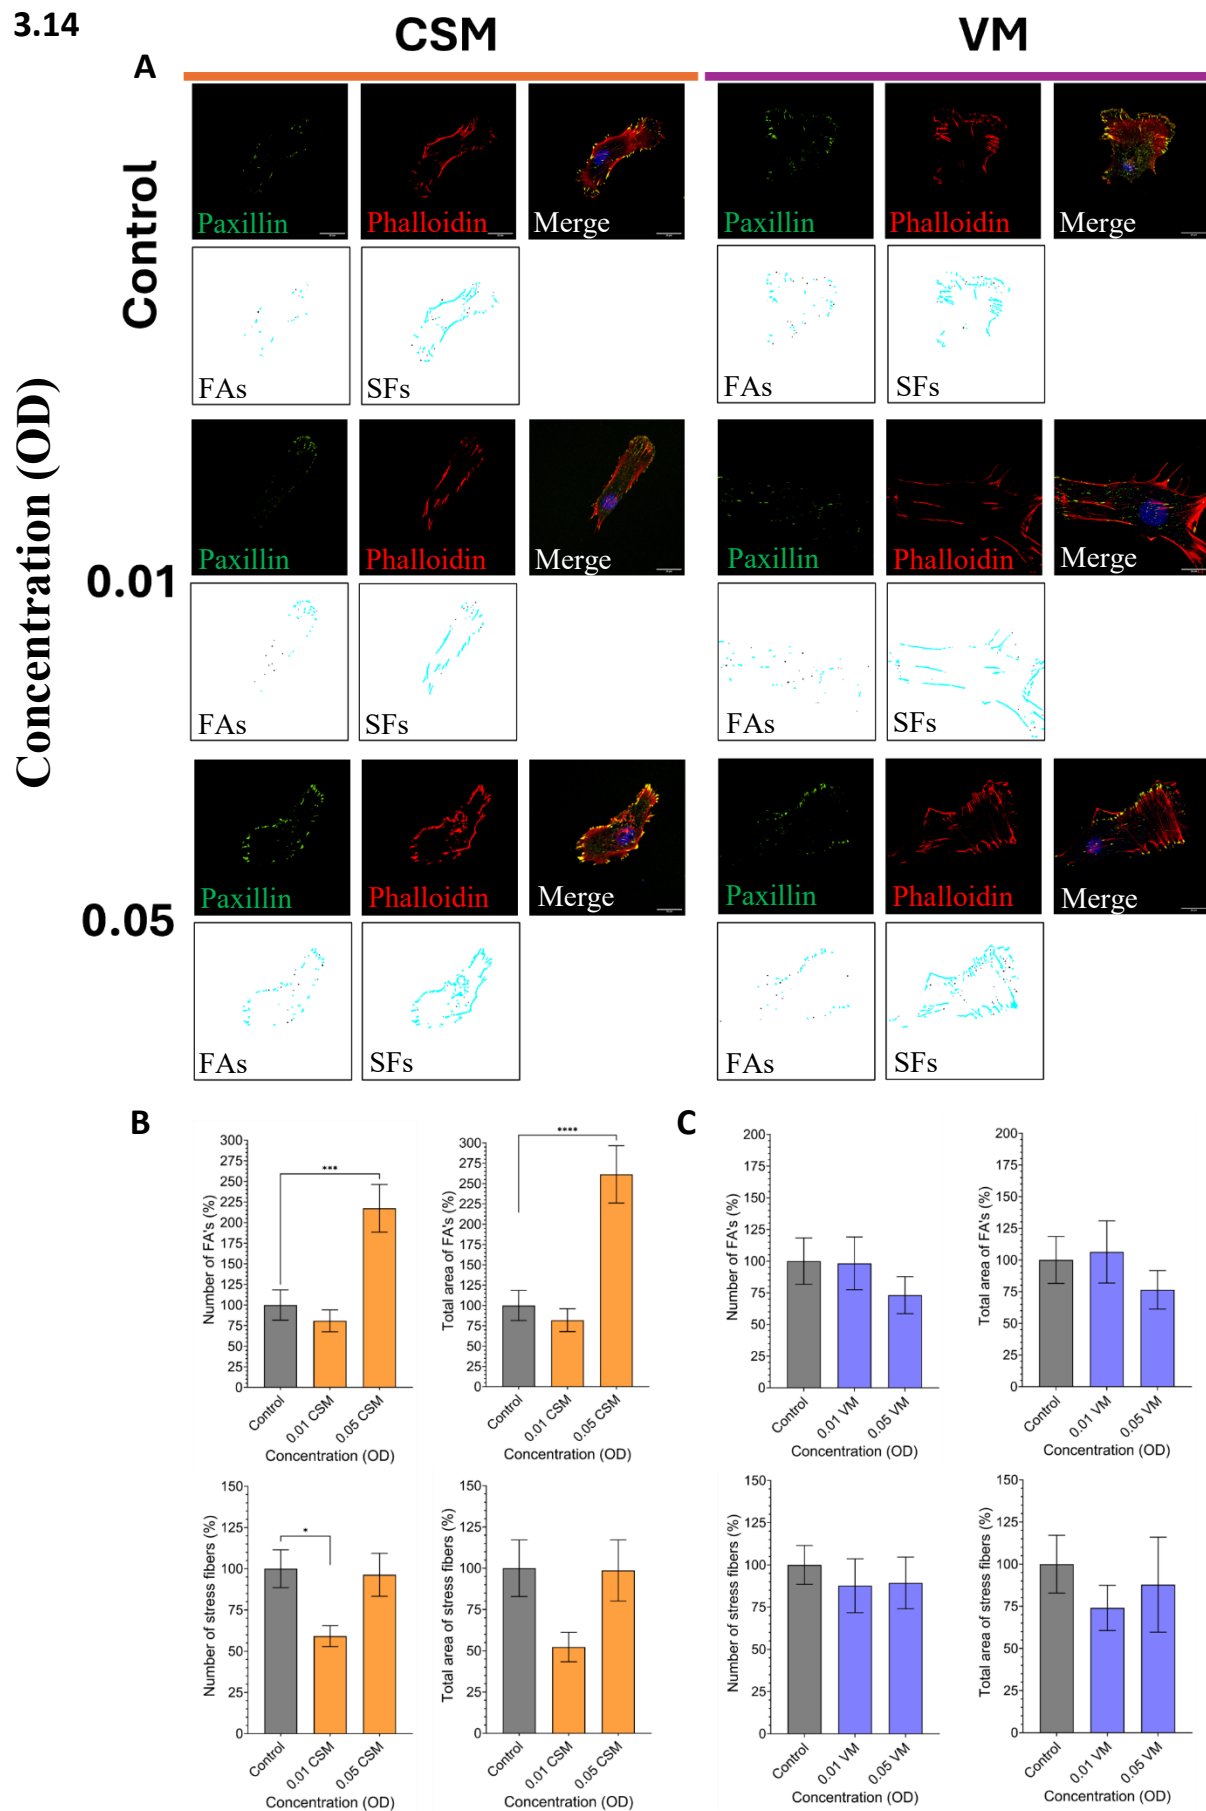 3.14
CSM
VM
A
Control
Concentration (OD)
Paxillin
Phalloidin
Merge
Paxillin
Phalloidin
Merge
FAs
SFs
FAs
SFs
0.01
Paxillin
Phalloidin
Merge
Paxillin
Phalloidin
Merge
FAs
SFs
FAs
SFs
0.05
Paxillin
Phalloidin
Merge
Paxillin
Phalloidin
Merge
FAs
SFs
FAs
SFs
B
Number of FA's (%)
300
275
250
225
200
175
150
125
100
75
50
25
0
***
Control
0.01 CSM
0.05 CSM
Concentration (OD)
Total area of FA's (%)
300
275
250
225
200
175
150
125
100
75
50
25
0
****
Control
0.01 CSM
0.05 CSM
Concentration (OD)
C
Number of FA's (%)
200
175
150
125
100
75
50
25
0
Control
0.01 VM
0.05 VM
Concentration (OD)
Total area of FA's (%)
200
175
150
125
100
75
50
25
0
Control
0.01 VM
0.05 VM
Concentration (OD)
Number of stress fibers (%)
150
125
100
75
50
25
0
*
Control
0.01 CSM
0.05 CSM
Concentration (OD)
Total area of stress fibers (%)
150
125
100
75
50
25
0
Control
0.01 CSM
0.05 CSM
Concentration (OD)
Number of stress fibers (%)
150
125
100
75
50
25
0
Control
0.01 VM
0.05 VM
Concentration (OD)
Total area of stress fibers (%)
150
125
100
75
50
25
0
Control
0.01 VM
0.05 VM
Concentration (OD)